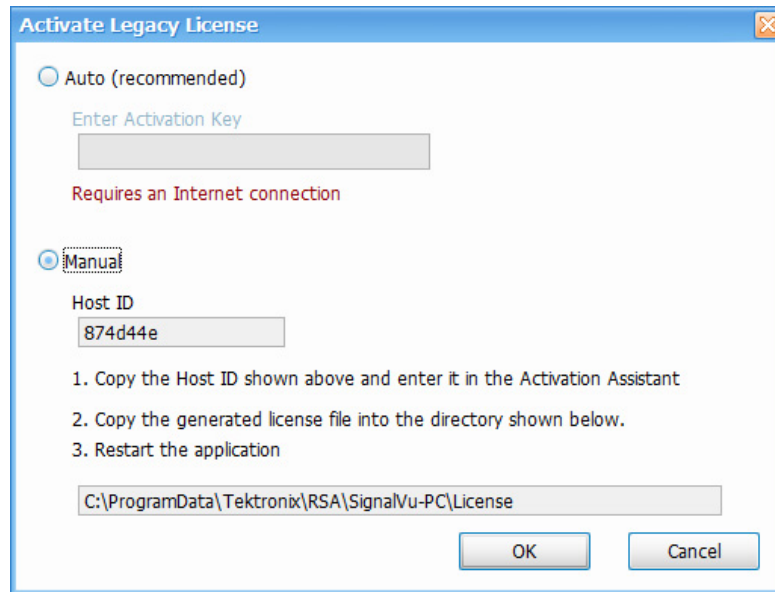 Activate Legacy License
Auto (recommended)
Enter Activation Key
Requires an Internet connection
Manual
Host ID
874d44e
1. Copy the Host ID shown above and enter it in the Activation Assistant
2. Copy the generated license file into the directory shown below.
3. Restart the application
C:\ProgramData\Tektronix\RSA\SignalVu-PC\License
OK Cancel